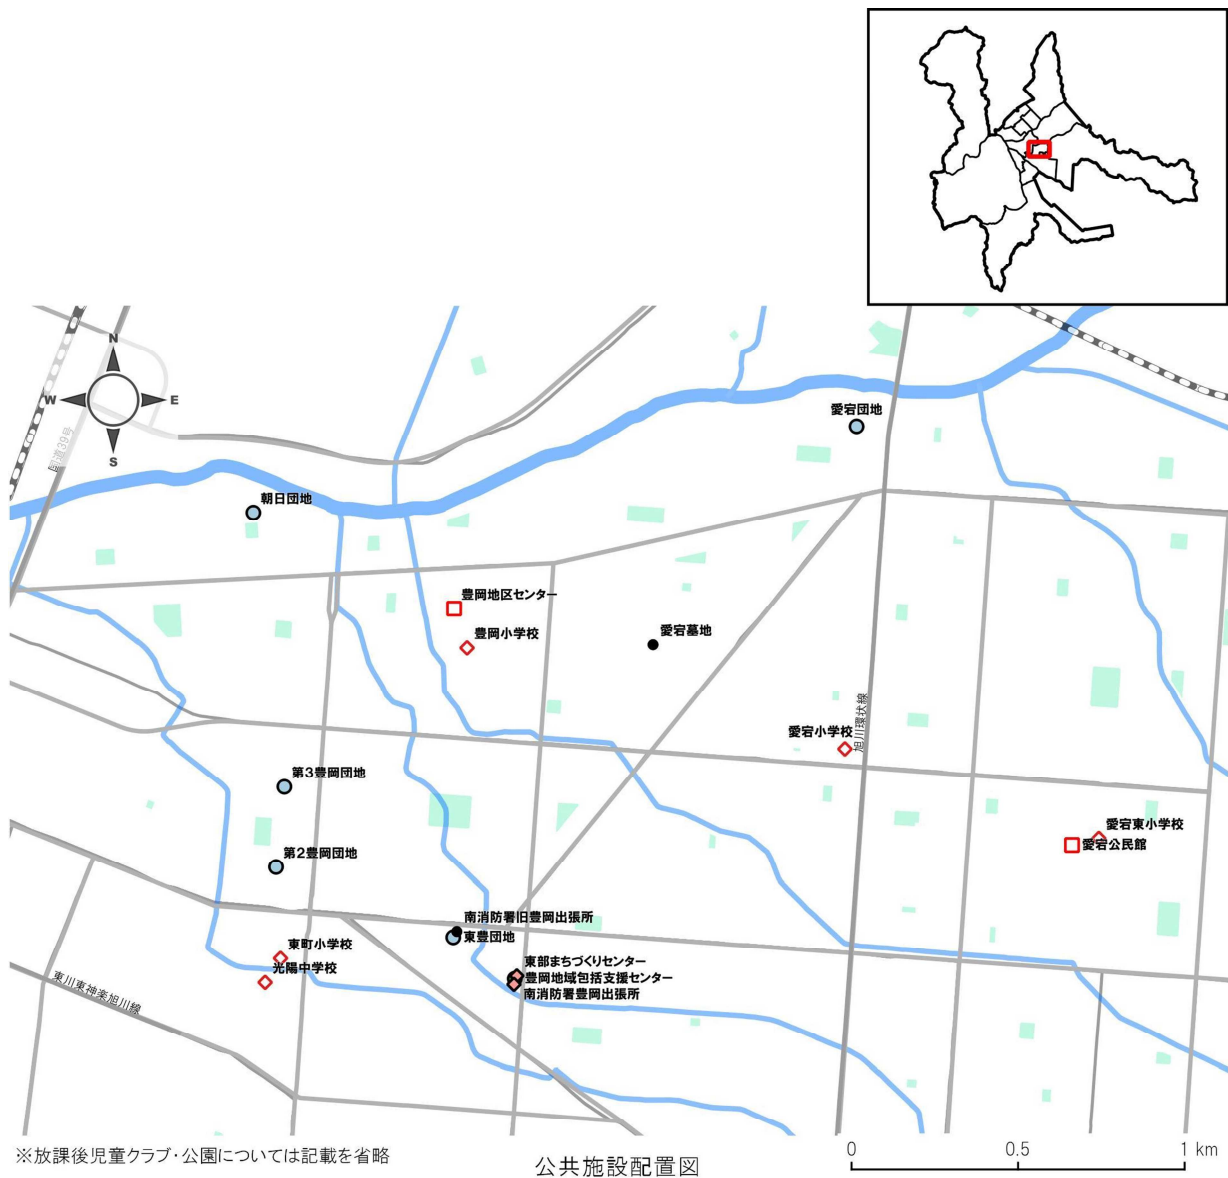 N
W
E
S
国道39号
愛宕団地
朝日団地
豊岡地区センター
豊岡小学校
愛宕墓地
愛宕小学校
旭川環状線
第3豊岡団地
愛宕東小学校
愛宕公民館
第2豊岡団地
南消防署旧豊岡出張所
東豊団地
東町小学校
光陽中学校
東部まちづくりセンター
豊岡地域包括支援センター
南消防署豊岡出張所
東川東神楽旭川線
※放課後児童クラブ・公園については記載を省略
公共施設配置図
0
0.5
1 km